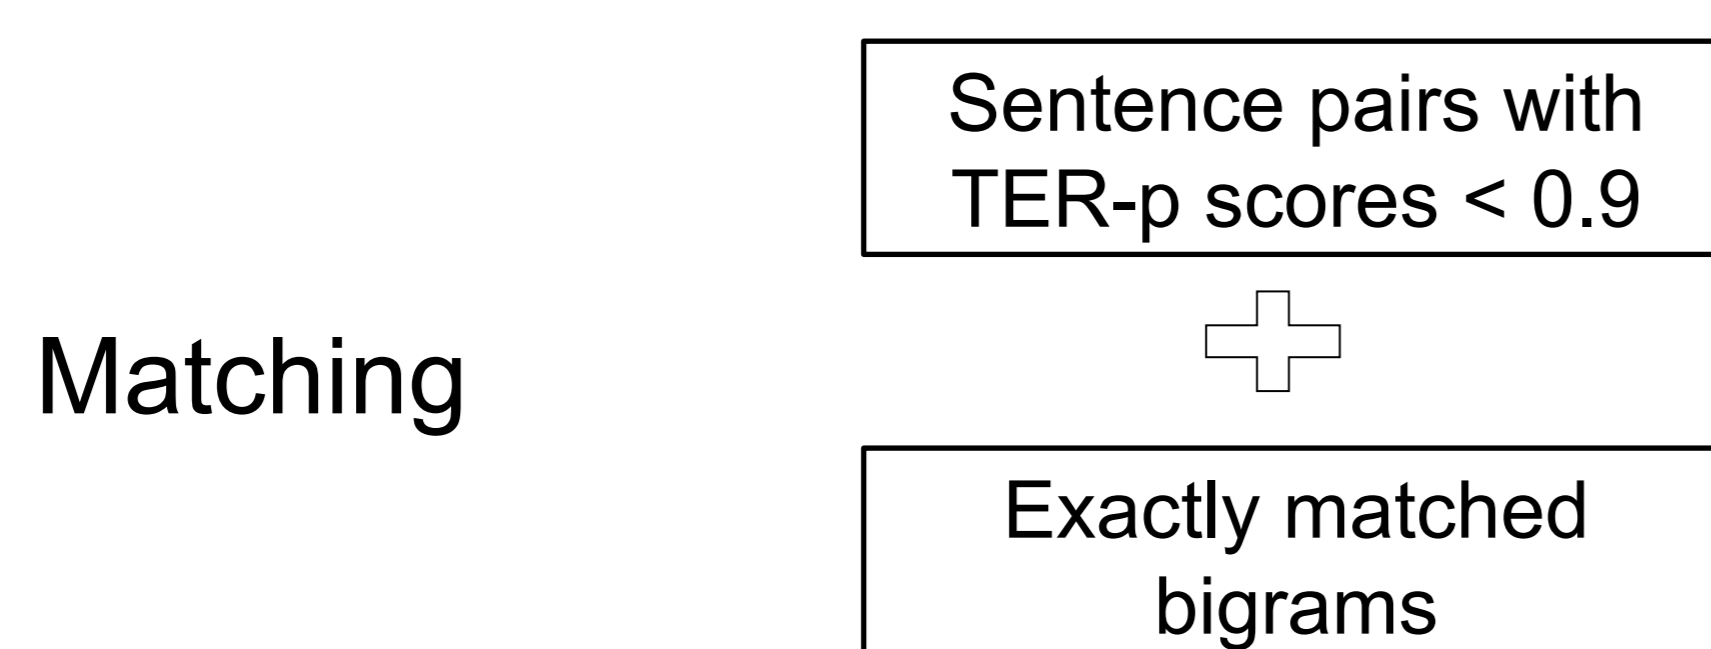 Sentence pairs with
TER-p scores < 0.9
Matching
Exactly matched
bigrams